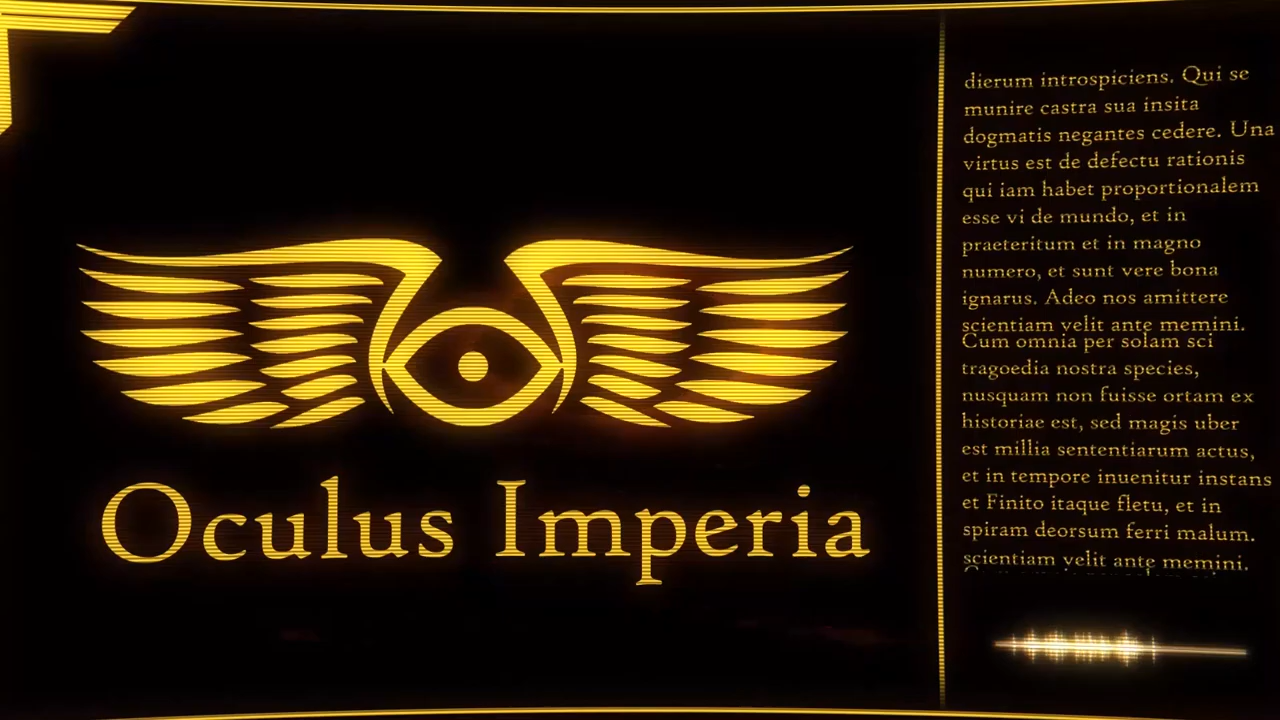 Oculus Imperia
dierum introspiciens. Qui se
munire castra sua insita
dogmatis negantes cedere. Una
virtus est de defectu rationis
qui iam habet proportionalem
esse vi de mundo, et in
praeteritum et in magno
numero, et sunt vere bona
ignarus. Adeo nos amittere
scientiam velit ante memini.
Cum omnia per solam sci
tragoedia nostra species,
nusquam non fuisse ortam ex
historiae est, sed magis uber
est millia sententiarum actus,
et in tempore inuenitur instans
et Finito itaque fletu, et in
spiram deorsum ferri malum.
scientiam velit ante memini.